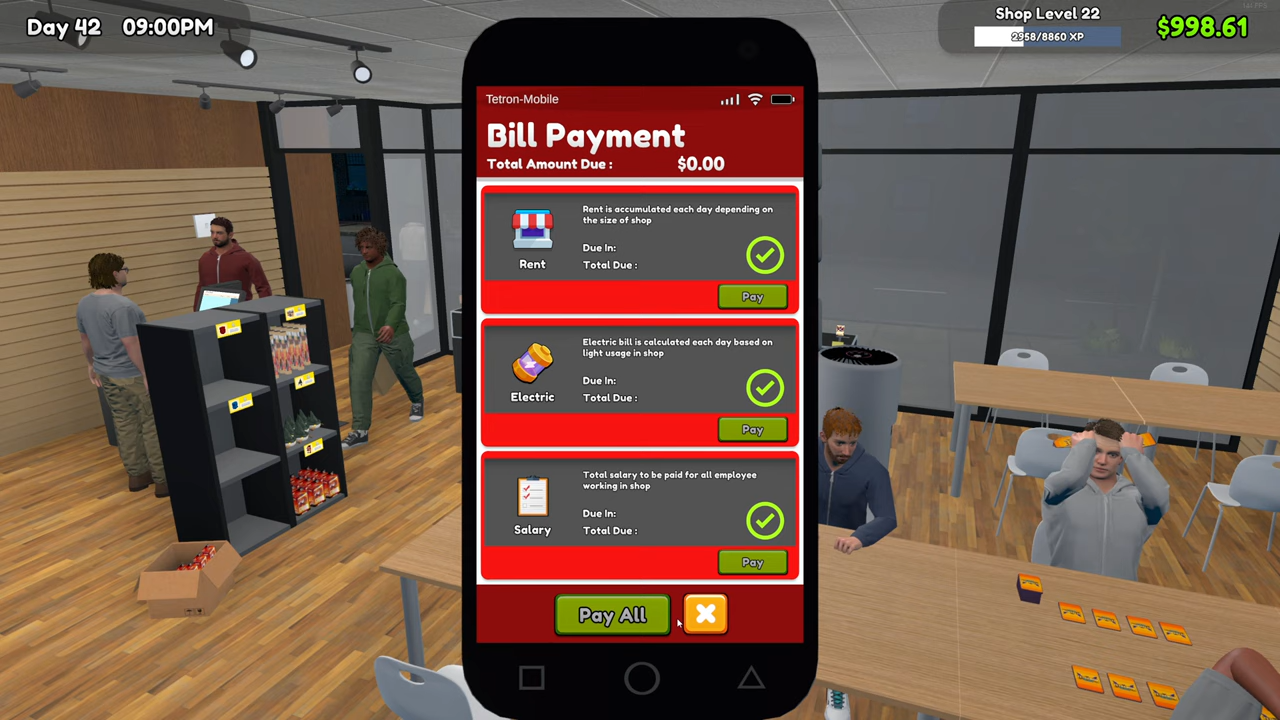 Day 42 09:00PM
Shop Level 22
2958/8860 XP
$998.61
Tetron-Mobile
Bill Payment
Total Amount Due : $0.00
Rent is accumulated each day depending on
the size of shop
Due In:
Total Due :
Rent
Pay
Electric bill is calculated each day based on
light usage in shop
Due In:
Total Due :
Electric
Pay
Total salary to be paid for all employee
working in shop
Due In:
Total Due :
Salary
Pay
Pay All